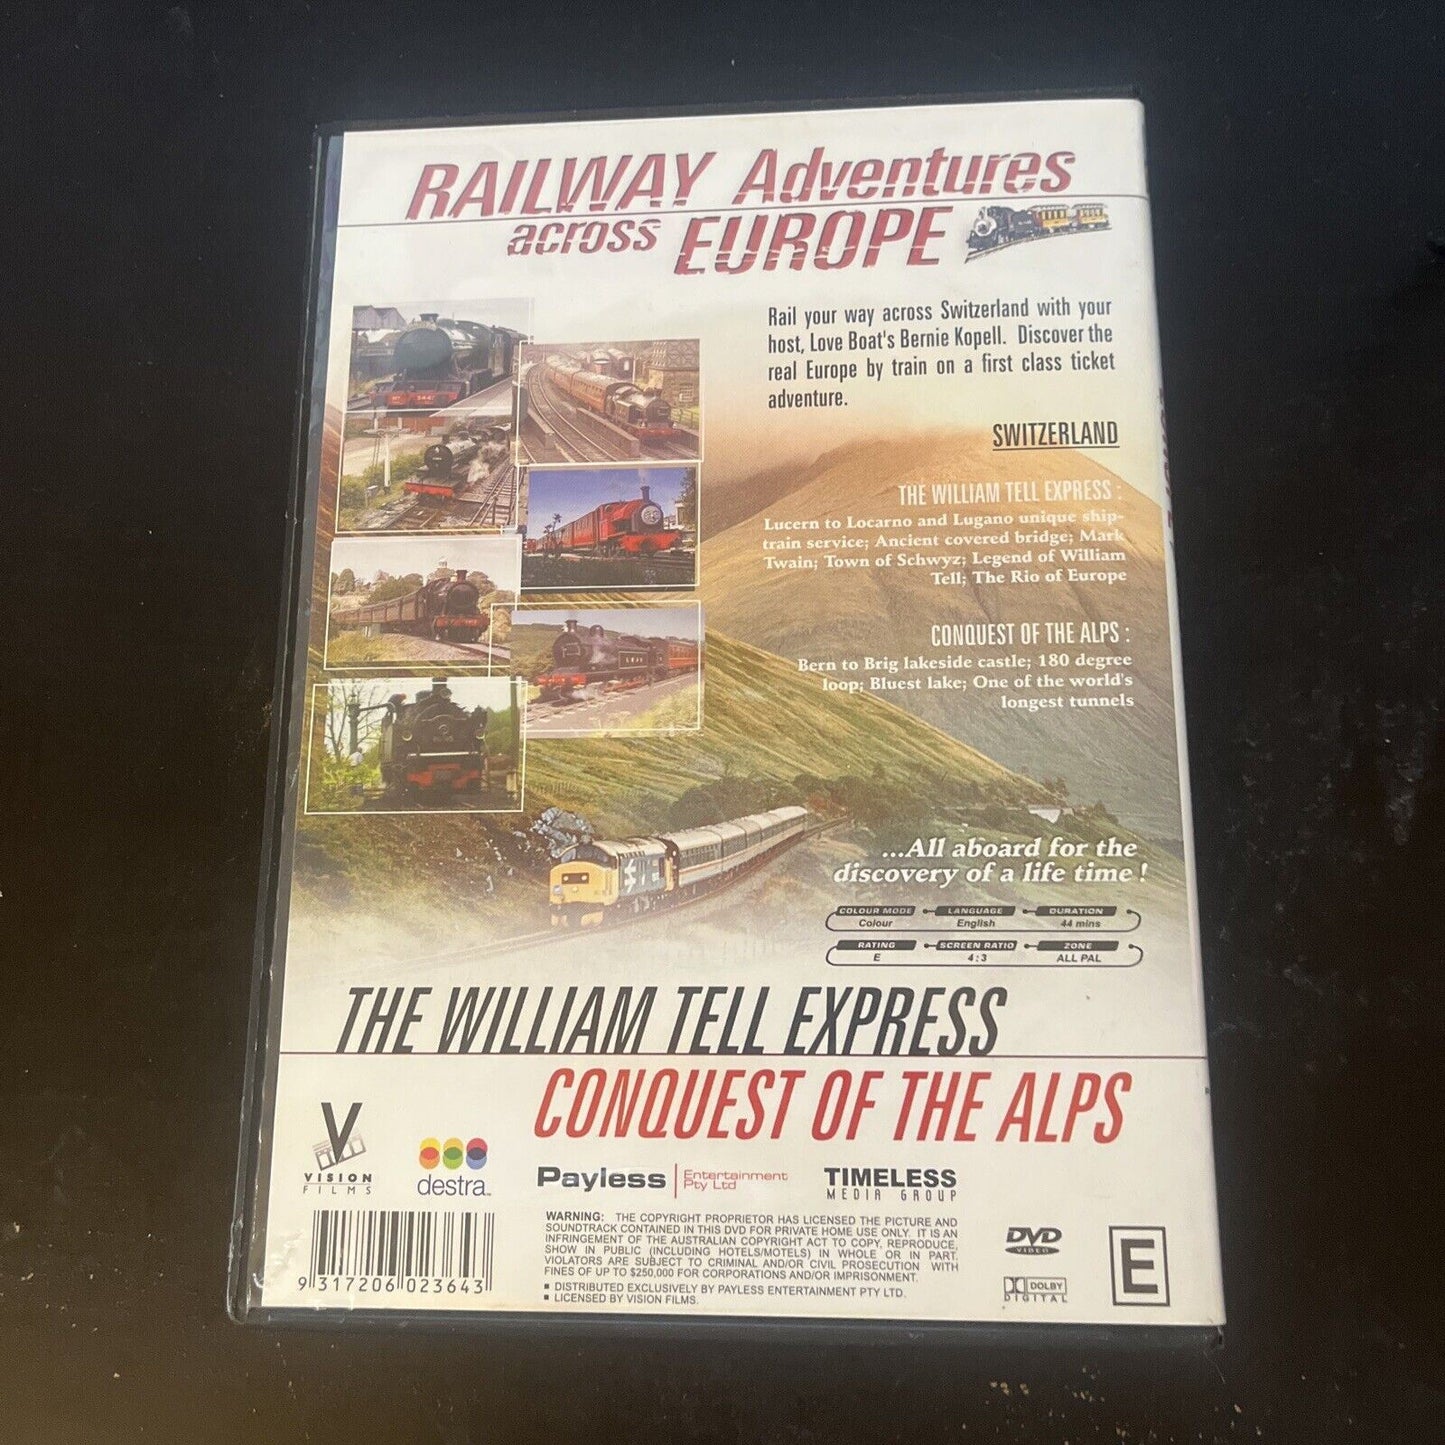 RAILWAY Adventures
across EUROPE
Rail your way across Switzerland with your
host, Love Boat's Bernie Kopell. Discover the
real Europe by train on a first class ticket
adventure.
SWITZERLAND
THE WILLIAM TELL EXPRESS :
Lucern to Locarno and Lugano unique ship-
train service; Ancient covered bridge; Mark
Twain; Town of Schwyz; Legend of William
Tell; The Rio of Europe
CONQUEST OF THE ALPS :
Bern to Brig lakeside castle; 180 degree
loop; Bluest lake; One of the world's
longest tunnels
...All aboard for the
discovery of a life time !
COLOUR MODE LANGUAGE DURATION
Colour English 44 mins
RATING SCREEN RATIO ZONE
E 4:3 ALL PAL
THE WILLIAM TELL EXPRESS
CONQUEST OF THE ALPS
V
VISION
FILMS
destra
Payless Entertainment
Pty Ltd
TIMELESS
MEDIA GROUP
WARNING: THE COPYRIGHT PROPRIETOR HAS LICENSED THE PICTURE AND
SOUNDTRACK CONTAINED IN THIS DVD FOR PRIVATE HOME USE ONLY. IT IS AN
INFRINGEMENT OF THE AUSTRALIAN COPYRIGHT ACT TO COPY, REPRODUCE,
SHOW IN PUBLIC (INCLUDING HOTELS/MOTELS) IN WHOLE OR IN PART.
VIOLATORS ARE SUBJECT TO CRIMINAL AND/OR CIVIL PROSECUTION WITH
FINES OF UP TO $250,000 FOR CORPORATIONS AND/OR IMPRISONMENT.
▪ DISTRIBUTED EXCLUSIVELY BY PAYLESS ENTERTAINMENT PTY LTD.
▪ LICENSED BY VISION FILMS.
9 317206 023643
DVD
VIDEO
DOLBY
DIGITAL
E